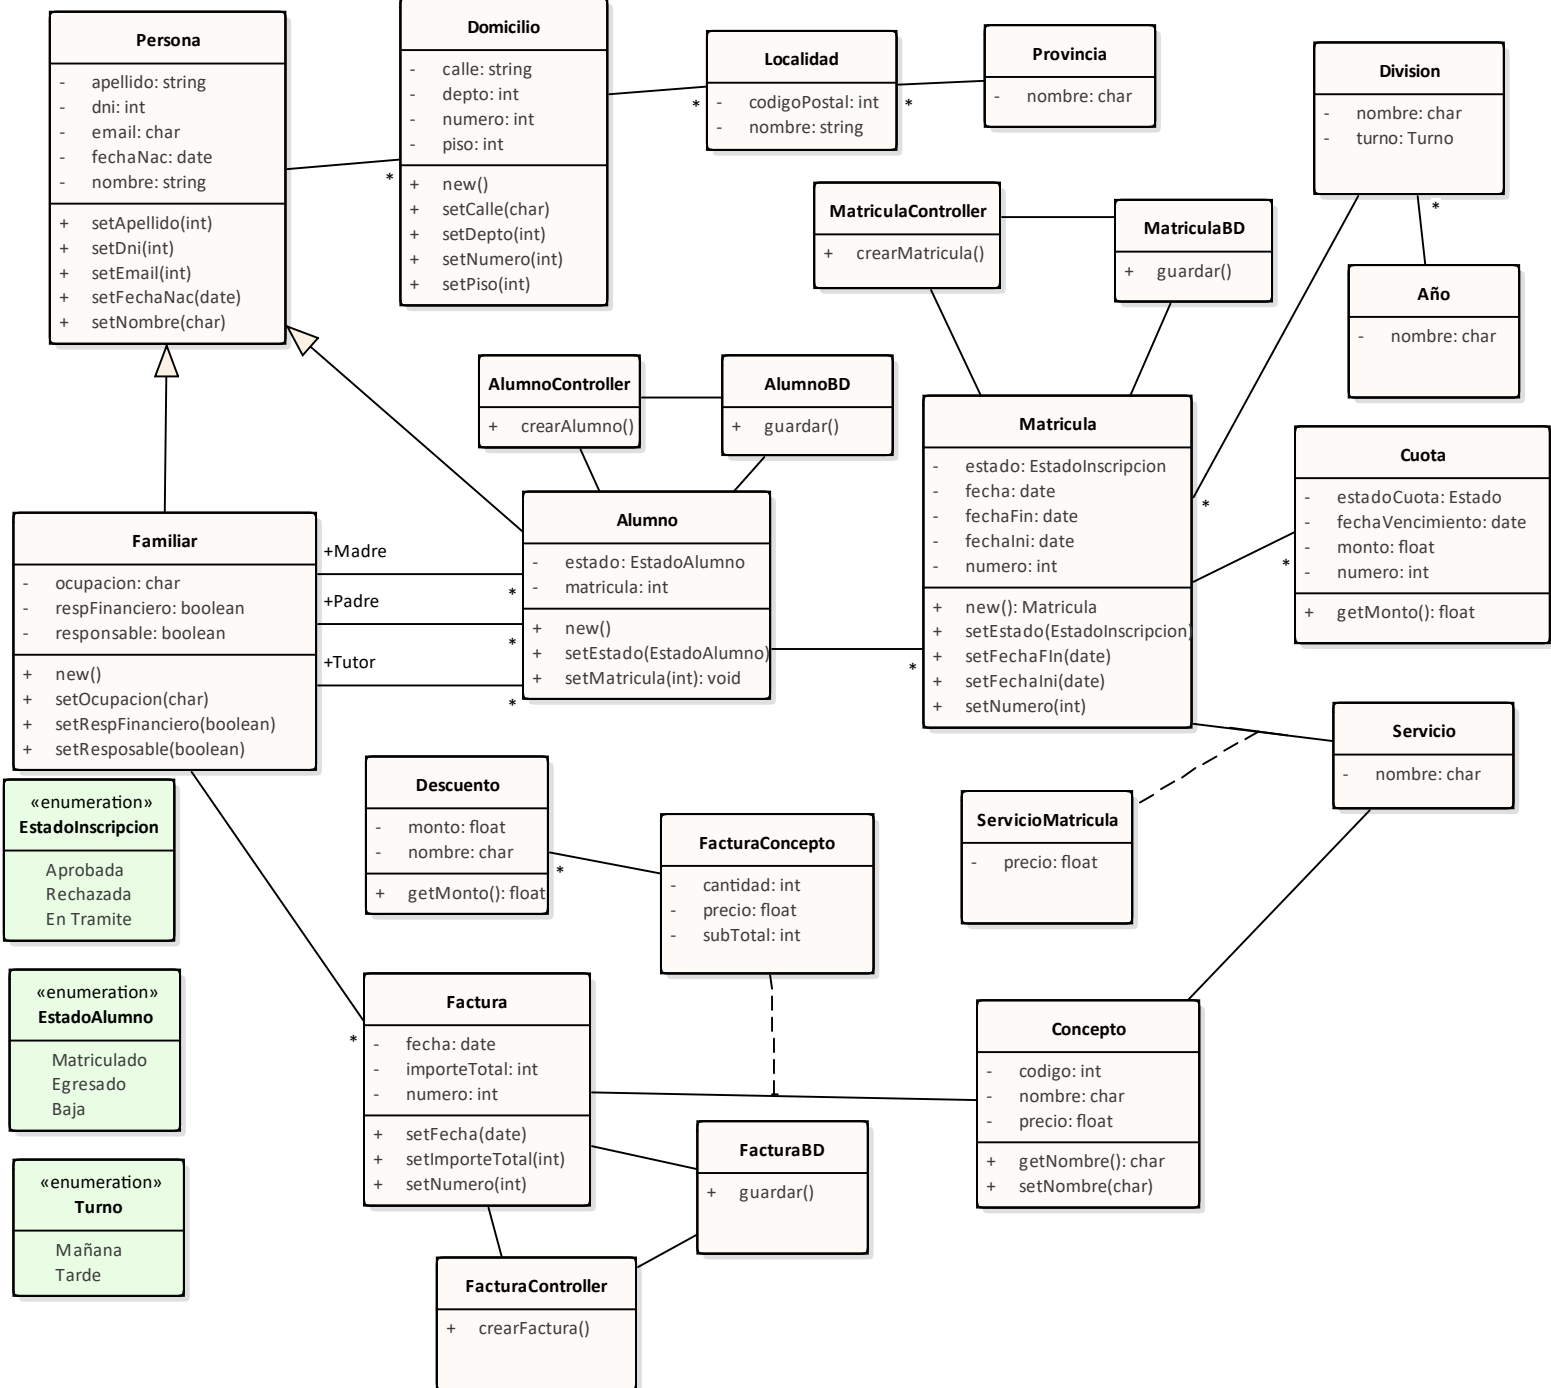 Persona
- apellido: string
- dni: int
- email: char
- fechaNac: date
- nombre: string
+ setApellido(int)
+ setDni(int)
+ setEmail(int)
+ setFechaNac(date)
+ setNombre(char)
Domicilio
- calle: string
- depto: int
- numero: int
- piso: int
+ new()
+ setCalle(char)
+ setDepto(int)
+ setNumero(int)
+ setPiso(int)
*
Localidad
- codigoPostal: int
- nombre: string
*
*
Provincia
- nombre: char
Division
- nombre: char
- turno: Turno
*
Año
- nombre: char
MatriculaController
+ crearMatricula()
MatriculaBD
+ guardar()
AlumnoController
+ crearAlumno()
AlumnoBD
+ guardar()
Matricula
- estado: EstadoInscripcion
- fecha: date
- fechaFin: date
- fechaIni: date
- numero: int
+ new(): Matricula
+ setEstado(EstadoInscripcion)
+ setFechaFIn(date)
+ setFechaIni(date)
+ setNumero(int)
*
*
Cuota
- estadoCuota: Estado
- fechaVencimiento: date
- monto: float
- numero: int
+ getMonto(): float
*
Familiar
- ocupacion: char
- respFinanciero: boolean
- responsable: boolean
+ new()
+ setOcupacion(char)
+ setRespFinanciero(boolean)
+ setResposable(boolean)
+Madre
*
+Padre
*
+Tutor
*
Alumno
- estado: EstadoAlumno
- matricula: int
+ new()
+ setEstado(EstadoAlumno)
+ setMatricula(int): void
Servicio
- nombre: char
ServicioMatricula
- precio: float
Descuento
- monto: float
- nombre: char
+ getMonto(): float
*
FacturaConcepto
- cantidad: int
- precio: float
- subTotal: int
«enumeration»
EstadoInscripcion
Aprobada
Rechazada
En Tramite
«enumeration»
EstadoAlumno
Matriculado
Egresado
Baja
«enumeration»
Turno
Mañana
Tarde
*
Factura
- fecha: date
- importeTotal: int
- numero: int
+ setFecha(date)
+ setImporteTotal(int)
+ setNumero(int)
Concepto
- codigo: int
- nombre: char
- precio: float
+ getNombre(): char
+ setNombre(char)
FacturaBD
+ guardar()
FacturaController
+ crearFactura()